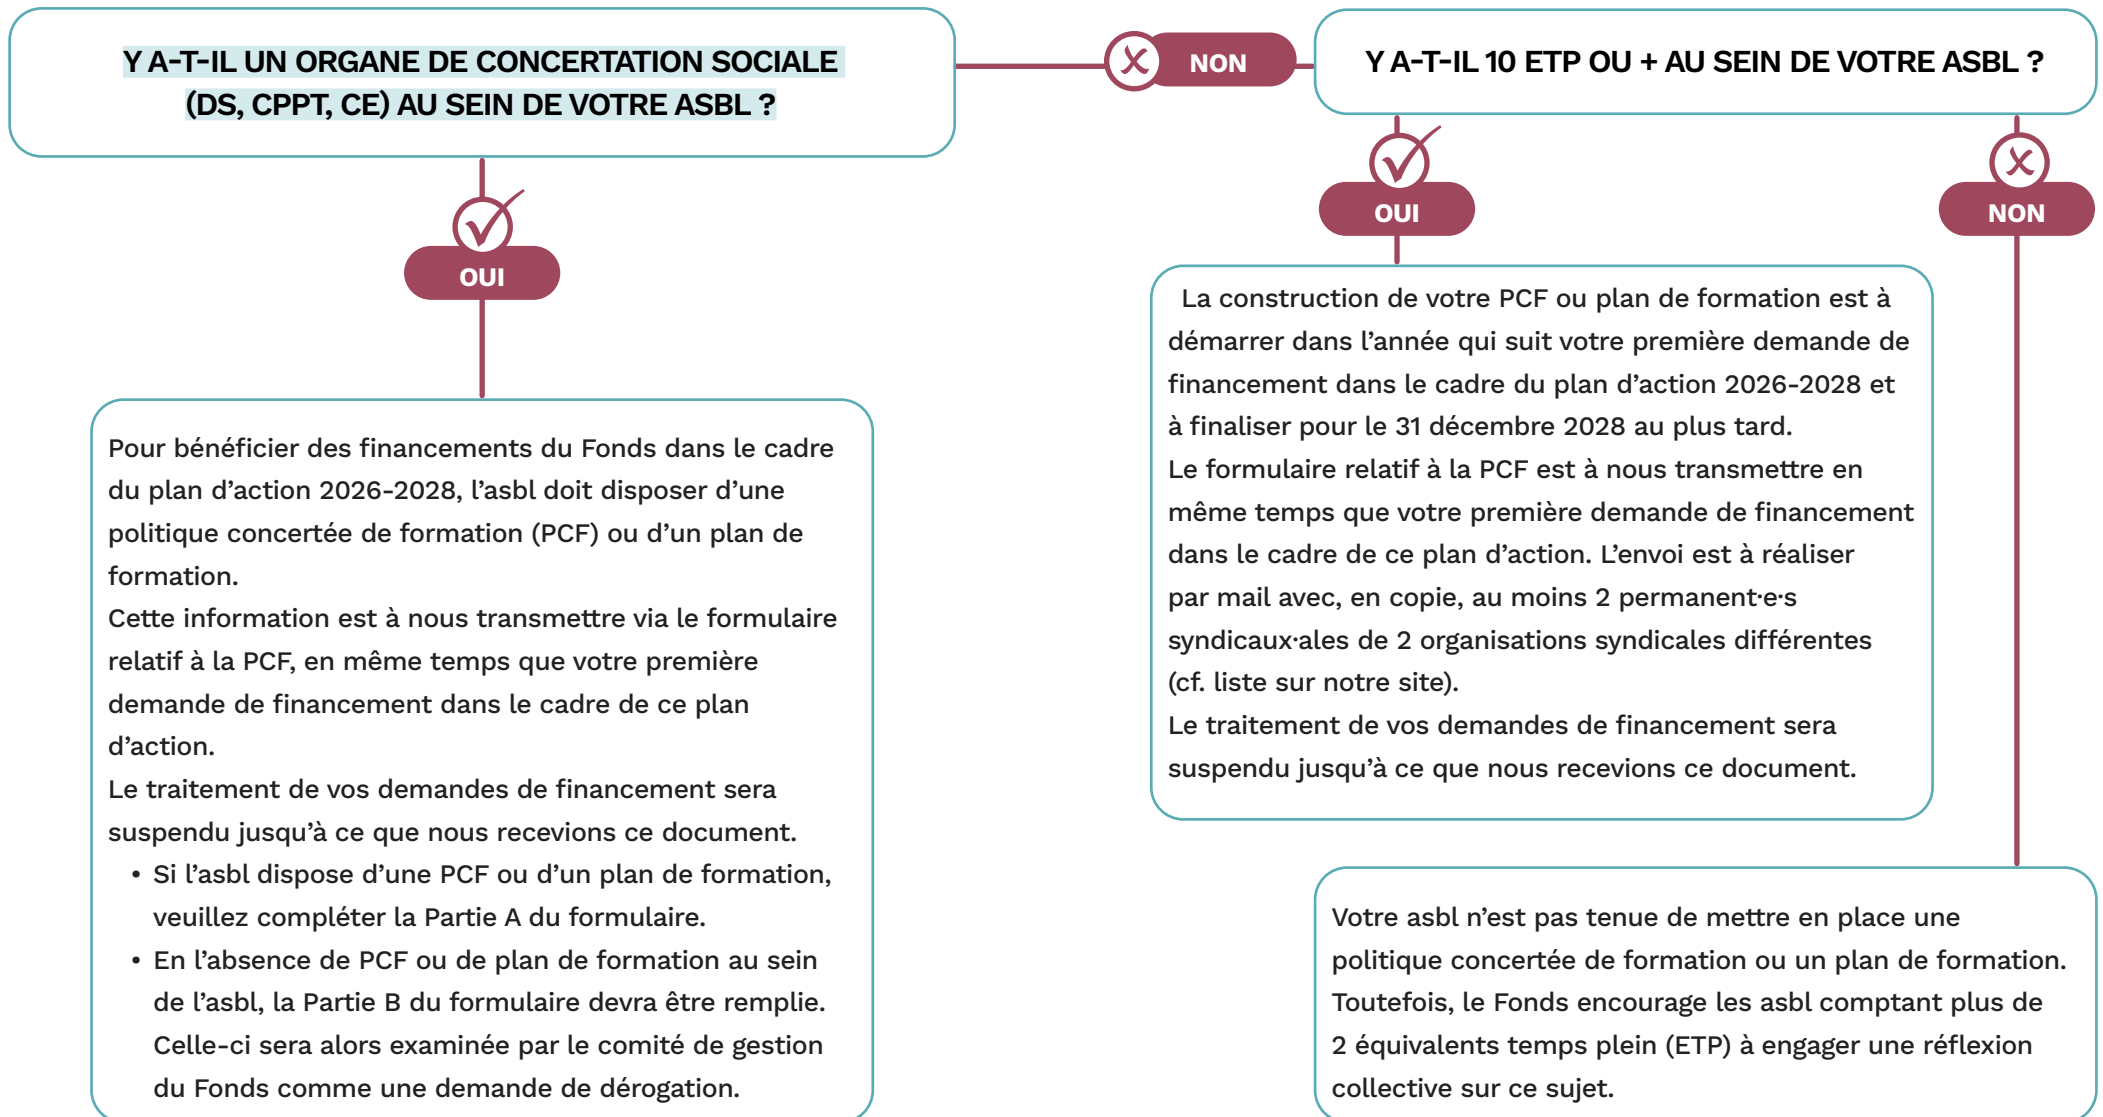 Y A-T-IL UN ORGANE DE CONCERTATION SOCIALE
(DS, CPPT, CE) AU SEIN DE VOTRE ASBL ?
NON
Y A-T-IL 10 ETP OU + AU SEIN DE VOTRE ASBL ?
OUI
Pour bénéficier des financements du Fonds dans le cadre
du plan d'action 2026-2028, l'asbl doit disposer d'une
politique concertée de formation (PCF) ou d'un plan de
formation.
Cette information est à nous transmettre via le formulaire
relatif à la PCF, en même temps que votre première
demande de financement dans le cadre de ce plan
d'action.
Le traitement de vos demandes de financement sera
suspendu jusqu'à ce que nous recevions ce document.
• Si l'asbl dispose d'une PCF ou d'un plan de formation,
veuillez compléter la Partie A du formulaire.
• En l'absence de PCF ou de plan de formation au sein
de l'asbl, la Partie B du formulaire devra être remplie.
Celle-ci sera alors examinée par le comité de gestion
du Fonds comme une demande de dérogation.
OUI
La construction de votre PCF ou plan de formation est à
démarrer dans l'année qui suit votre première demande de
financement dans le cadre du plan d'action 2026-2028 et
à finaliser pour le 31 décembre 2028 au plus tard.
Le formulaire relatif à la PCF est à nous transmettre en
même temps que votre première demande de financement
dans le cadre de ce plan d'action. L'envoi est à réaliser
par mail avec, en copie, au moins 2 permanent·e·s
syndicaux·ales de 2 organisations syndicales différentes
(cf. liste sur notre site).
Le traitement de vos demandes de financement sera
suspendu jusqu'à ce que nous recevions ce document.
NON
Votre asbl n'est pas tenue de mettre en place une
politique concertée de formation ou un plan de formation.
Toutefois, le Fonds encourage les asbl comptant plus de
2 équivalents temps plein (ETP) à engager une réflexion
collective sur ce sujet.